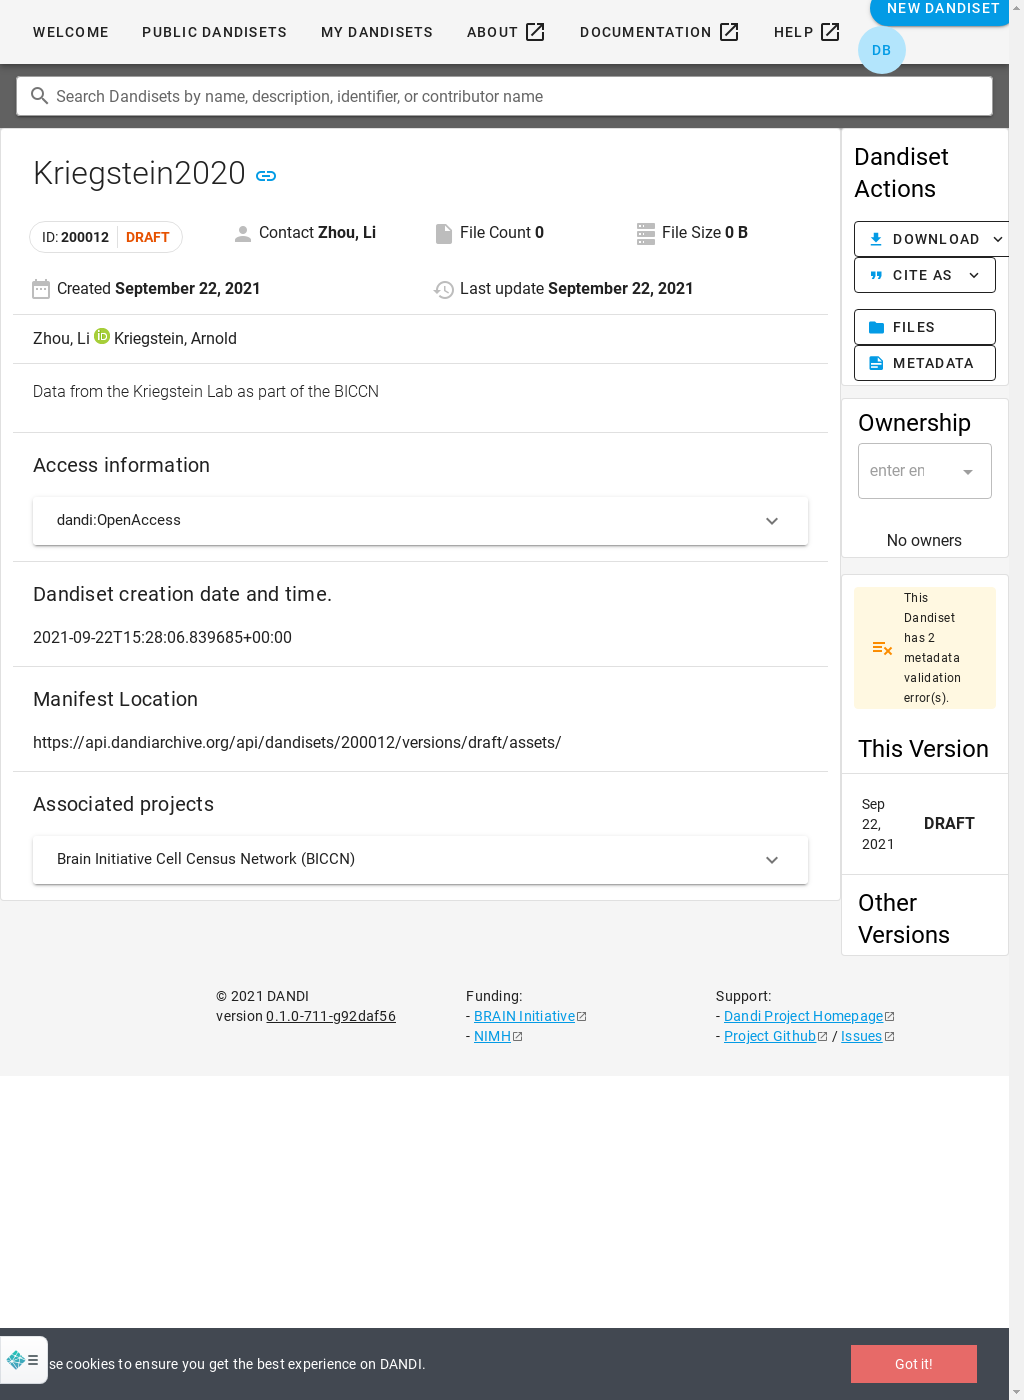 WELCOME
PUBLIC DANDISETS
MY DANDISETS
ABOUT
DOCUMENTATION
HELP
NEW DANDISET
DB
Search Dandisets by name, description, identifier, or contributor name
Kriegstein2020
ID: 200012 DRAFT
Contact Zhou, Li
File Count 0
File Size 0 B
Created September 22, 2021
Last update September 22, 2021
Zhou, Li iD Kriegstein, Arnold
Data from the Kriegstein Lab as part of the BICCN
Access information
dandi:OpenAccess
Dandiset creation date and time.
2021-09-22T15:28:06.839685+00:00
Manifest Location
https://api.dandiarchive.org/api/dandisets/200012/versions/draft/assets/
Associated projects
Brain Initiative Cell Census Network (BICCN)
Dandiset
Actions
DOWNLOAD
CITE AS
FILES
METADATA
Ownership
enter en
No owners
This
Dandiset
has 2
metadata
validation
error(s).
This Version
Sep
22,
2021
DRAFT
Other
Versions
© 2021 DANDI
version 0.1.0-711-g92daf56
Funding:
- BRAIN Initiative
- NIMH
Support:
- Dandi Project Homepage
- Project Github / Issues
se cookies to ensure you get the best experience on DANDI.
Got it!